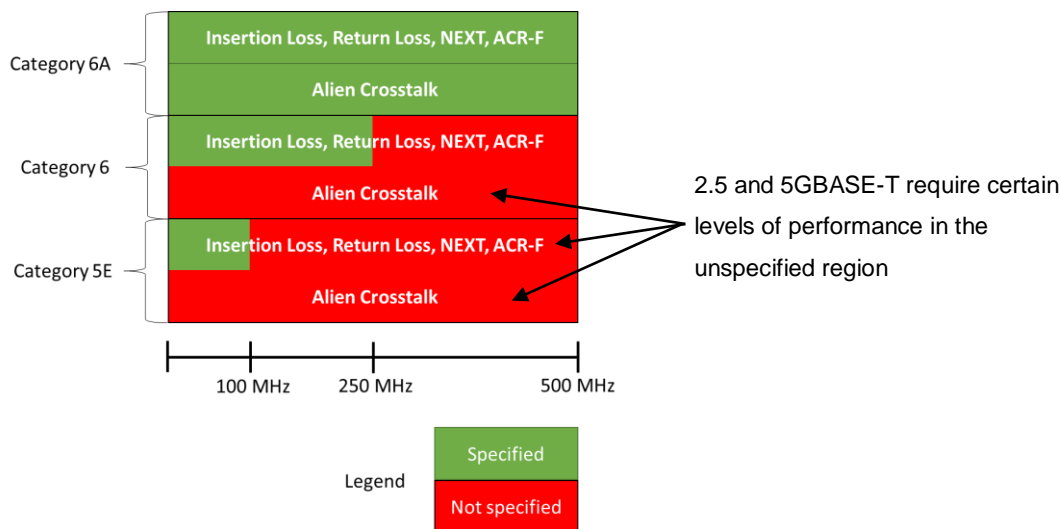 Category 6A
Insertion Loss, Return Loss, NEXT, ACR-F
Alien Crosstalk
Category 6
Insertion Loss, Return Loss, NEXT, ACR-F
Alien Crosstalk
Category 5E
Insertion Loss, Return Loss, NEXT, ACR-F
Alien Crosstalk
2.5 and 5GBASE-T require certain
levels of performance in the
unspecified region
100 MHz
250 MHz
500 MHz
Legend
Specified
Not specified